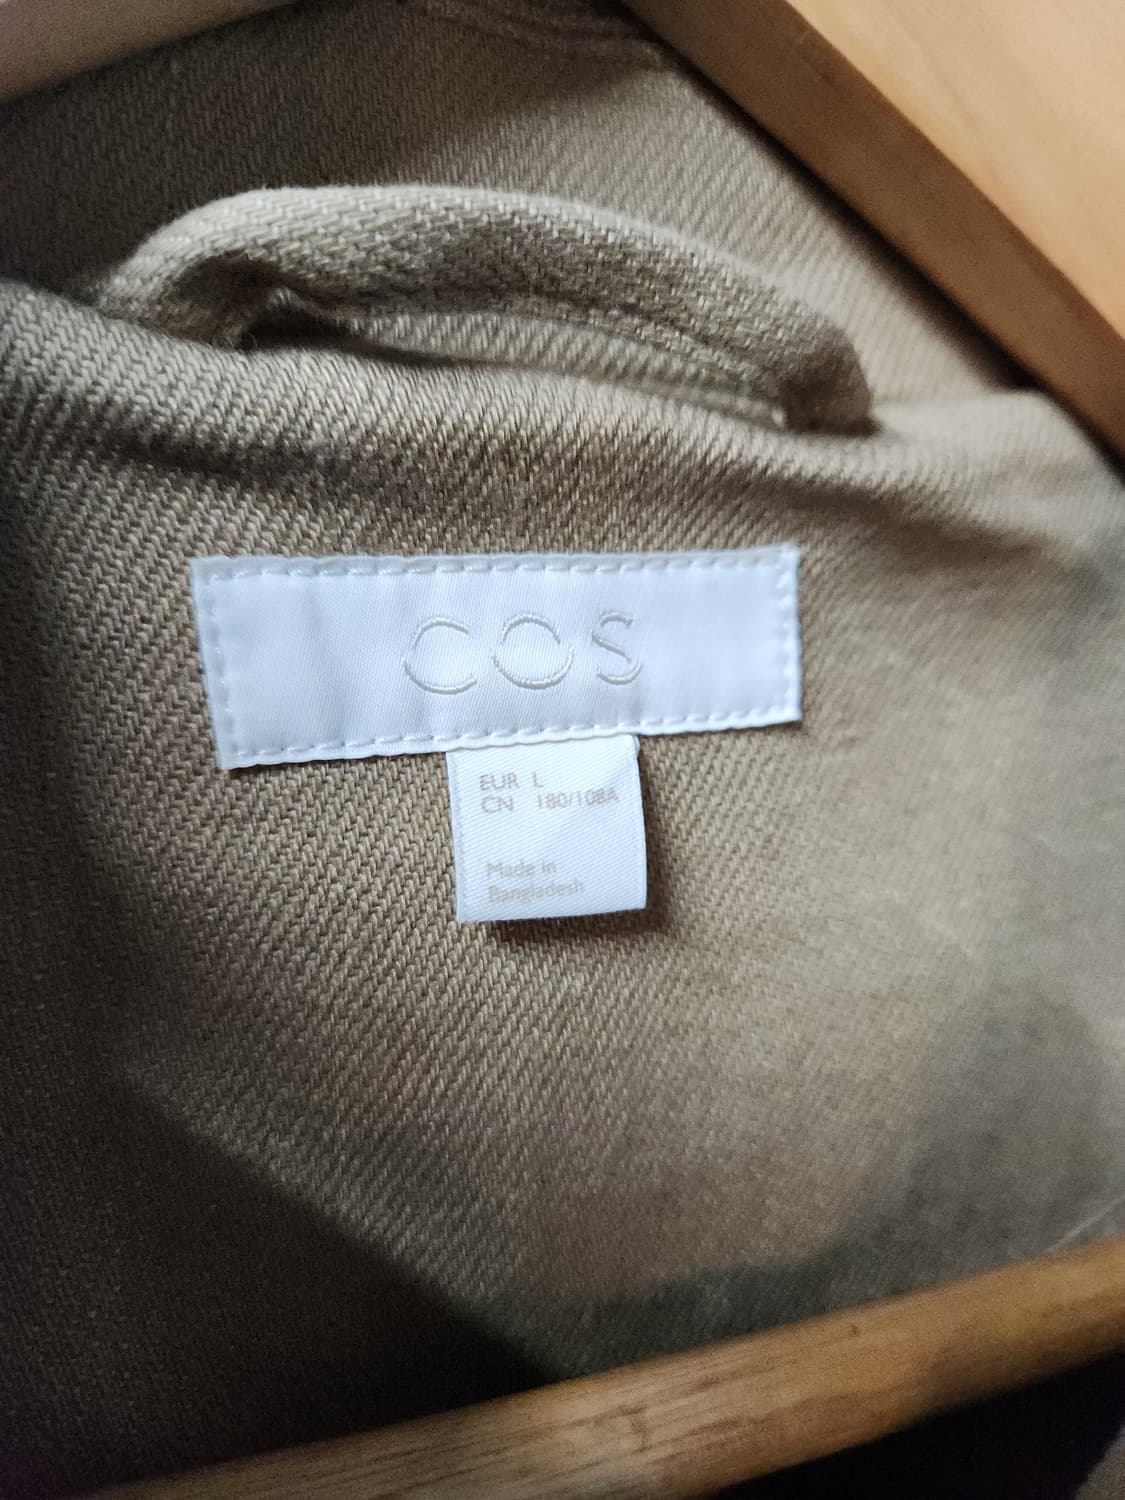 COS
EUR L
CN 180/108A
Made in
Bangladesh